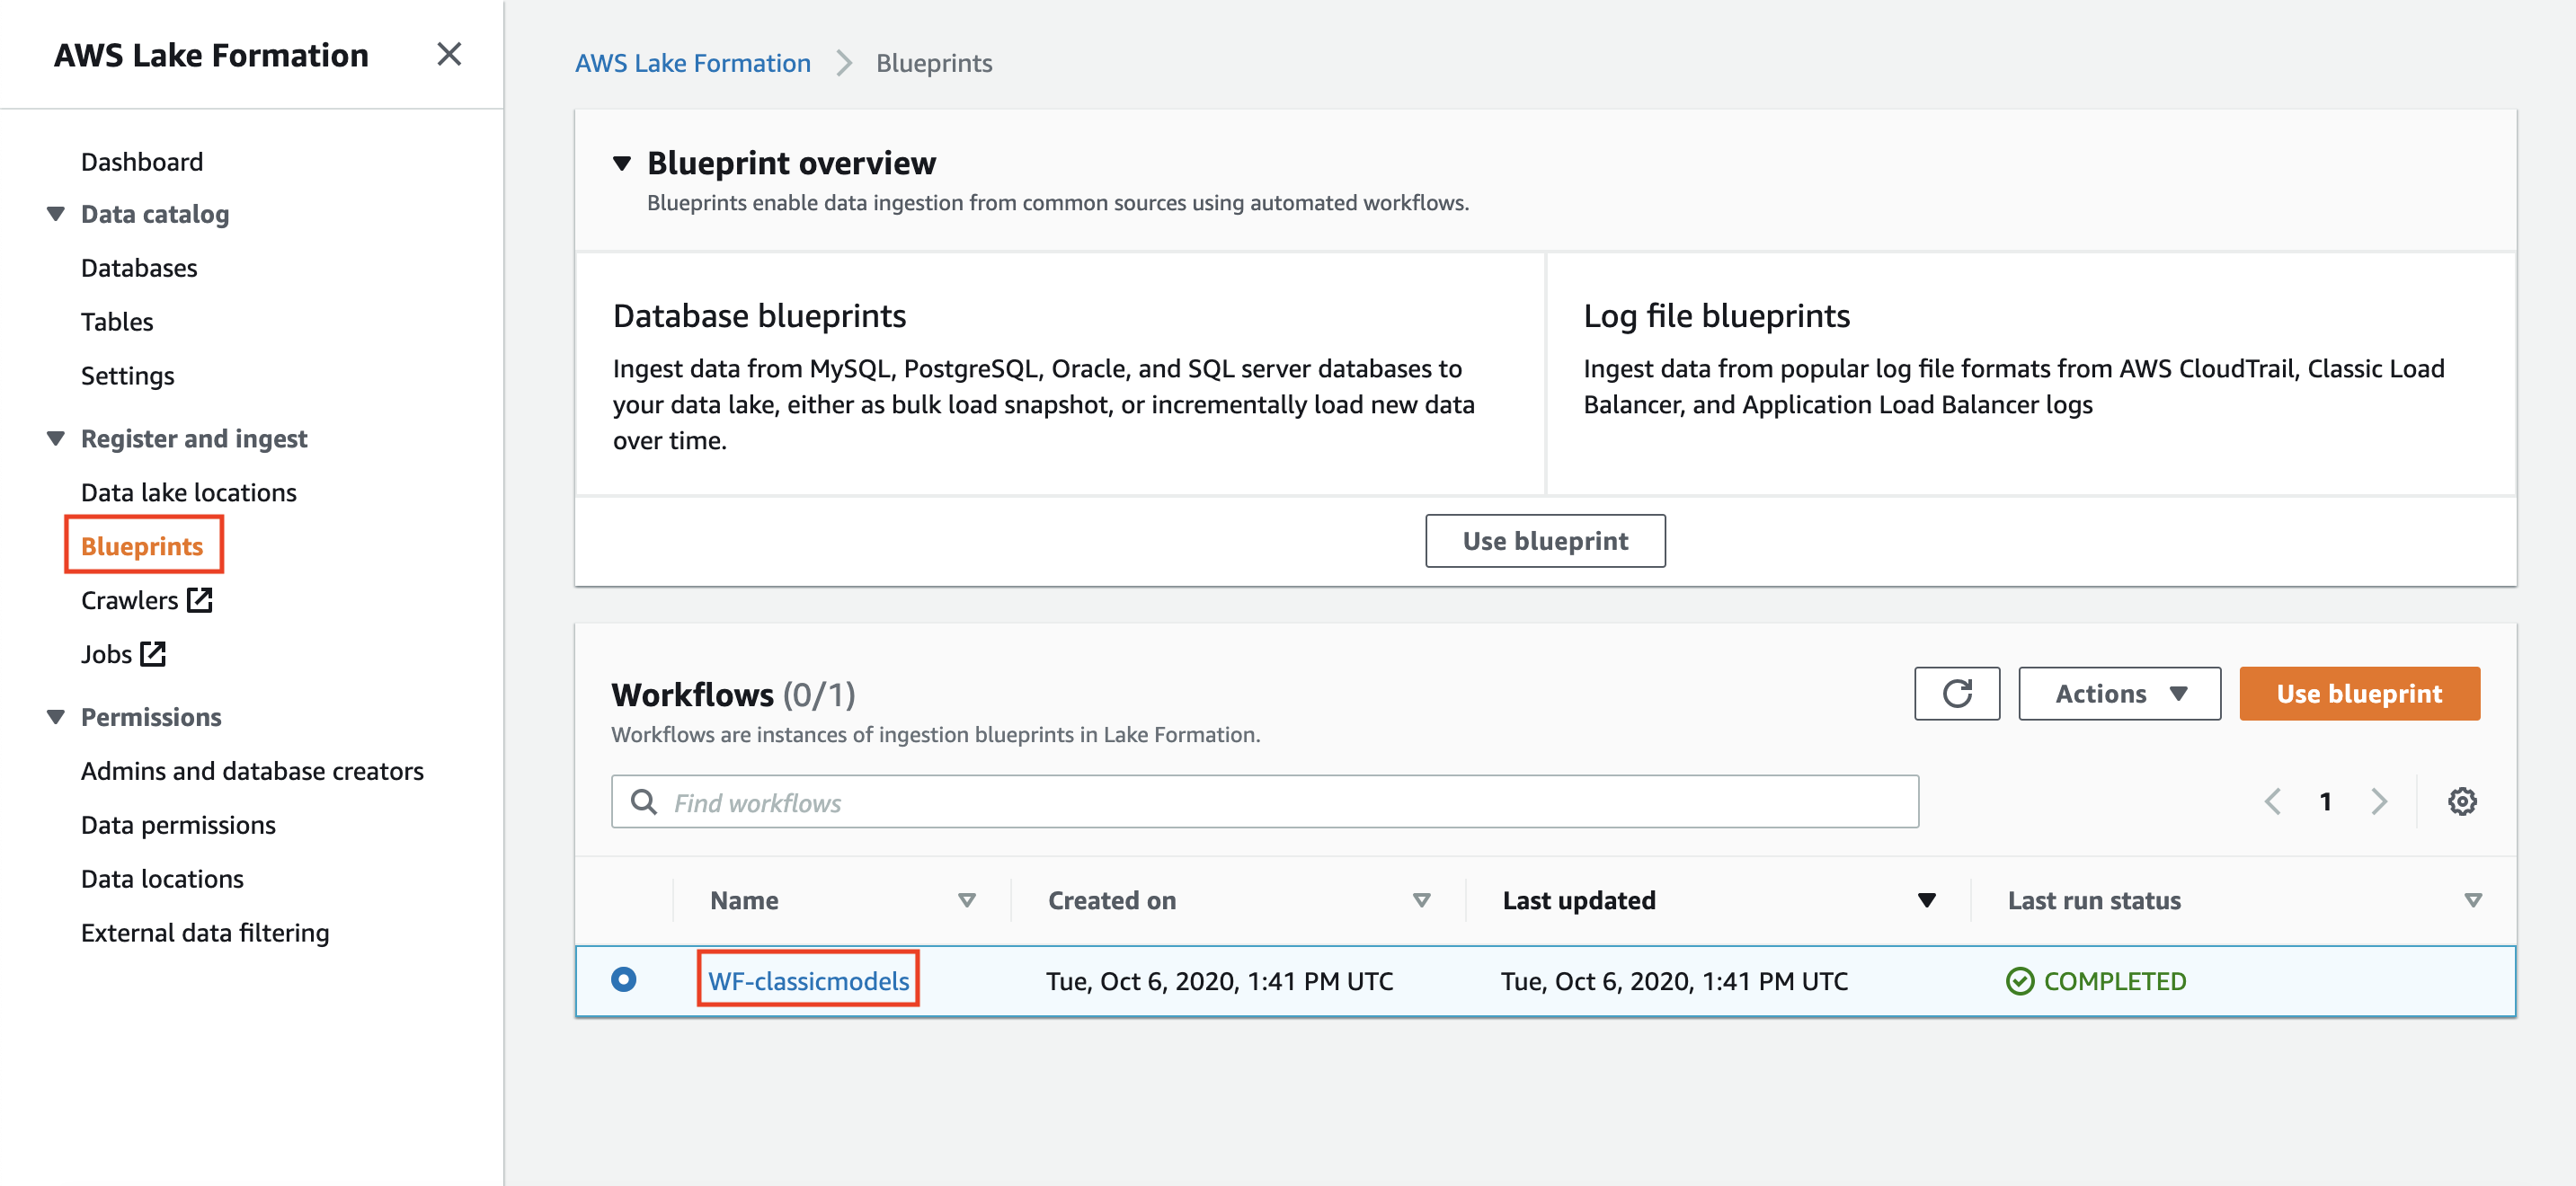 AWS Lake Formation
Dashboard
Data catalog
Databases
Tables
Settings
Register and ingest
Data lake locations
Blueprints
Crawlers
Jobs
Permissions
Admins and database creators
Data permissions
Data locations
External data filtering
AWS Lake Formation > Blueprints
Blueprint overview
Blueprints enable data ingestion from common sources using automated workflows.
Database blueprints
Ingest data from MySQL, PostgreSQL, Oracle, and SQL server databases to
your data lake, either as bulk load snapshot, or incrementally load new data
over time.
Log file blueprints
Ingest data from popular log file formats from AWS CloudTrail, Classic Load
Balancer, and Application Load Balancer logs
Use blueprint
Workflows (0/1)
Workflows are instances of ingestion blueprints in Lake Formation.
Actions
Use blueprint
Find workflows
1
Name Created on Last updated Last run status
WF-classicmodels Tue, Oct 6, 2020, 1:41 PM UTC Tue, Oct 6, 2020, 1:41 PM UTC COMPLETED